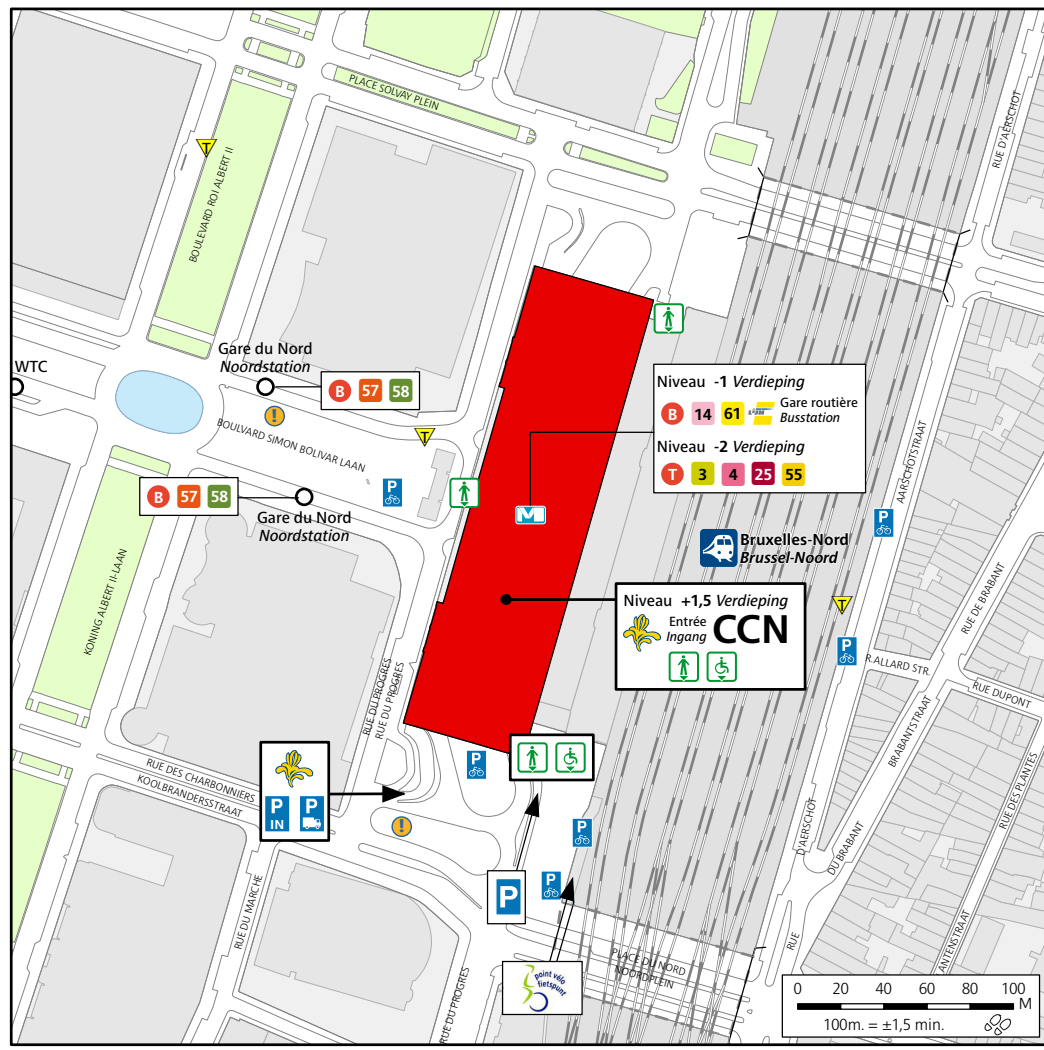 PLACE SOLVAY PLEIN
RUE D'AERSCHOT
T
BOULEVARD ROI ALBERT II
WTC
Gare du Nord
Noordstation
B 57 58
!
BOULVARD SIMON BOLIVAR LAAN
T
P
B 57 58
Gare du Nord
Noordstation
M
Niveau -1 Verdieping
B 14 61 Gare routière
Busstation
Niveau -2 Verdieping
T 3 4 25 55
AARSCHOTSTRAAT
P
Bruxelles-Nord
Brussel-Noord
Niveau +1,5 Verdieping
Entrée
Ingang
CCN
T
P
RUE DE BRABANT
R.ALLARD STR.
RUE DUPONT
BRABANTSTRAAT
RUE DES PLANTES
KONING ALBERT II-LAAN
RUE DU PROGRES
RUE DU PROGRES
RUE DES CHARBONNIERS
KOOLBRANDERSSTRAAT
P IN P
!
P
P
P
P
D'AERSCHOT
DU BRABANT
RUE DU MARCHE
RUE DU PROGRES
PLACE DU NORD
NOORDPLEIN
RUE
ANTENSTRAAT
point vélo
fietspunt
0 20 40 60 80 100 M
100m. = ±1,5 min.